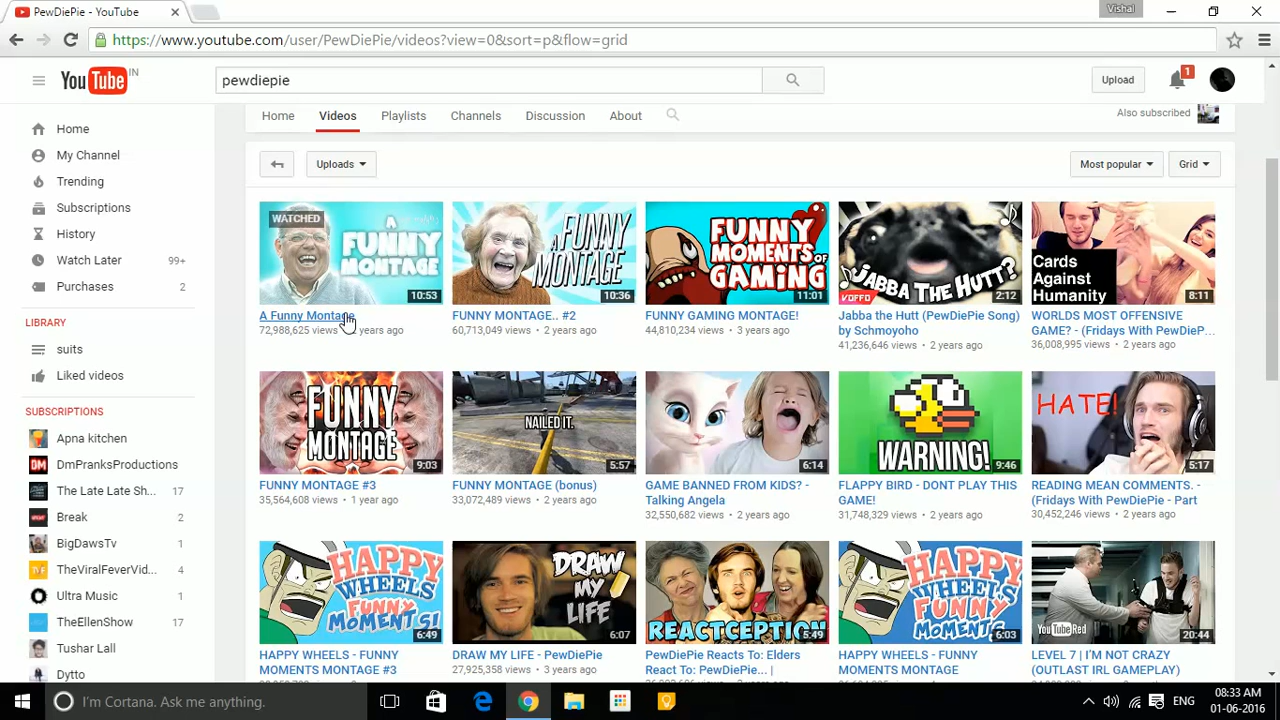 PewDiePie - YouTube
Vishal
https://www.youtube.com/user/PewDiePie/videos?view=0&sort=p&flow=grid
YouTube IN
pewdiepie
Upload
1
Home
Videos
Playlists
Channels
Discussion
About
Also subscribed
Home
My Channel
Trending
Subscriptions
History
Watch Later 99+
Purchases 2
LIBRARY
suits
Liked videos
SUBSCRIPTIONS
Apna kitchen
DmPranksProductions
The Late Late Sh... 17
Break 2
BigDawsTv 1
TheViralFeverVid... 4
Ultra Music 1
TheEllenShow 17
Tushar Lall
Dytto
Uploads
Most popular
Grid
WATCHED
A
FUNNY
MONTAGE
10:53
A Funny Montage
72,988,625 views
years ago
A FUNNY
MONTAGE
10:36
FUNNY MONTAGE.. #2
60,713,049 views • 2 years ago
FUNNY
MOMENTS
OF
GAMING
11:01
FUNNY GAMING MONTAGE!
44,810,234 views • 3 years ago
JABBA THE HUTT?
VOFFO
2:12
Jabba the Hutt (PewDiePie Song)
by Schmoyoho
41,236,646 views • 2 years ago
Cards
Against
Humanity
8:11
WORLDS MOST OFFENSIVE
GAME? - (Fridays With PewDieP...
36,008,995 views • 2 years ago
FUNNY
MONTAGE
9:03
FUNNY MONTAGE #3
35,564,608 views • 1 year ago
NAILED IT.
5:57
FUNNY MONTAGE (bonus)
33,072,489 views • 2 years ago
6:14
GAME BANNED FROM KIDS? -
Talking Angela
32,550,682 views • 2 years ago
WARNING!
9:46
FLAPPY BIRD - DONT PLAY THIS
GAME!
31,748,329 views • 2 years ago
HATE!
5:17
READING MEAN COMMENTS. -
(Fridays With PewDiePie - Part
30,452,246 views • 2 years ago
HAPPY
WHEELS
FUNNY
MOMENTS!
6:49
HAPPY WHEELS - FUNNY
MOMENTS MONTAGE #3
DRAW
MY
LIFE
6:07
DRAW MY LIFE - PewDiePie
27,925,358 views • 3 years ago
REACTCEPTION
5:49
PewDiePie Reacts To: Elders
React To: PewDiePie... |
HAPPY
WHEELS
FUNNY
MOMENTS
6:03
HAPPY WHEELS - FUNNY
MOMENTS MONTAGE
YouTube Red
20:44
LEVEL 7 | I'M NOT CRAZY
(OUTLAST IRL GAMEPLAY)
I'm Cortana. Ask me anything.
ENG
08:33 AM
01-06-2016